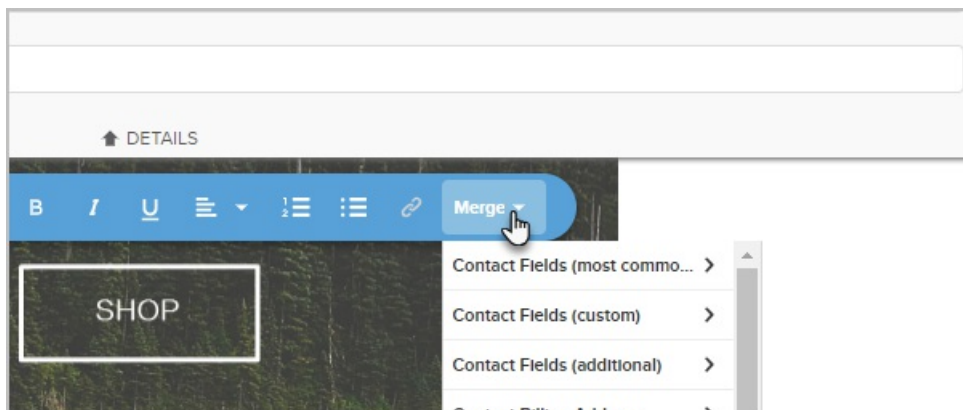 DETAILS
B I U Merge
SHOP
Contact Fields (most commo...
Contact Fields (custom)
Contact Fields (additional)